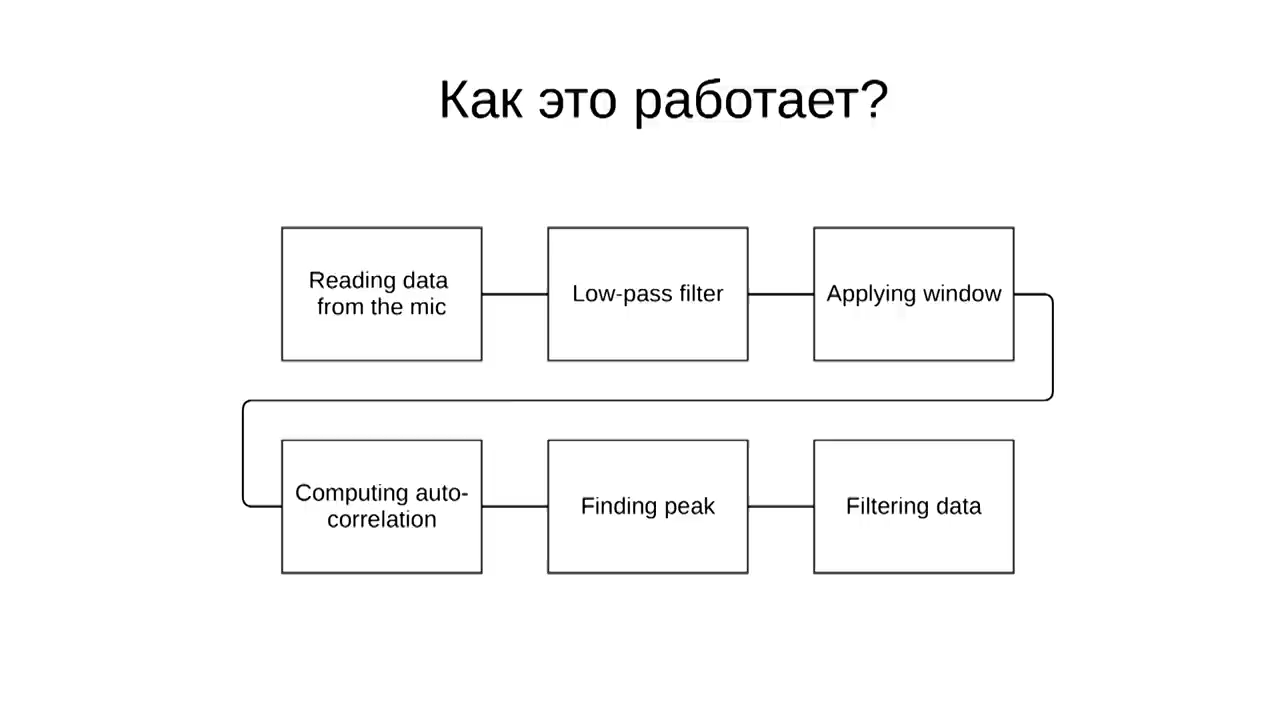 Как это работает?
Reading data
from the mic
Low-pass filter
Applying window
Computing auto-
correlation
Finding peak
Filtering data